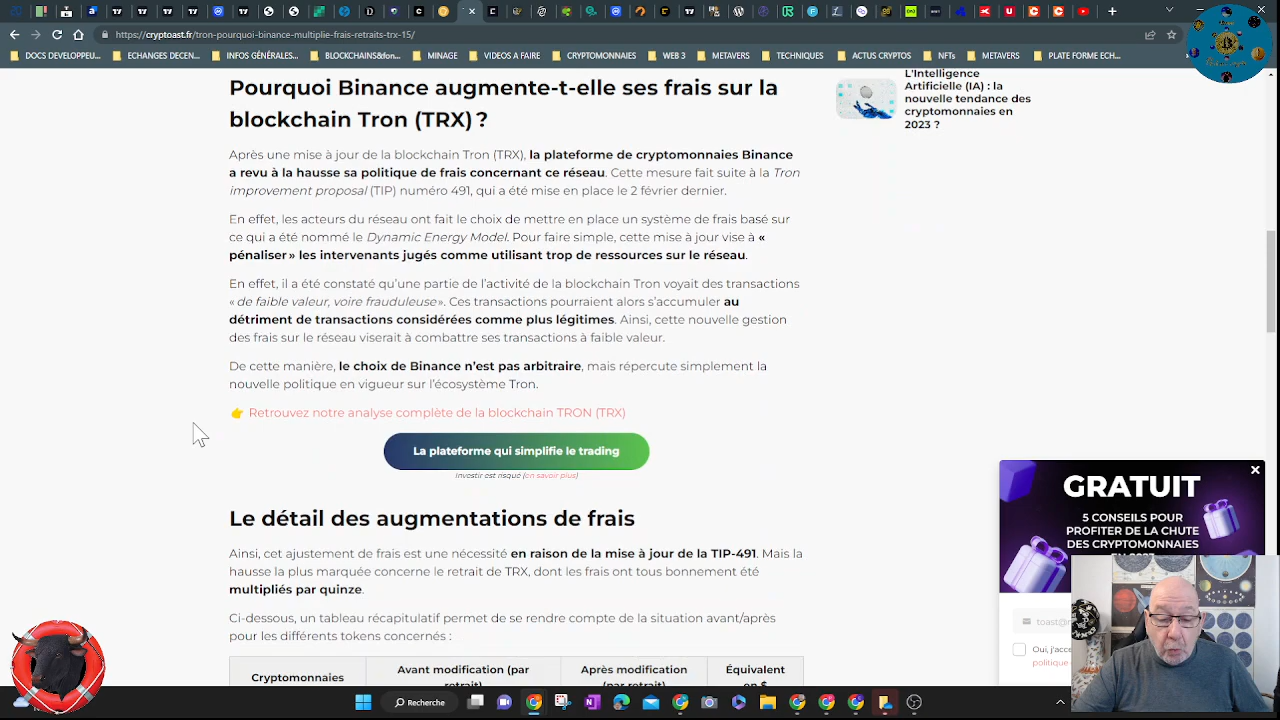 https://cryptoast.fr/tron-pourquoi-binance-multiplie-frais-retraits-trx-15/
DOCS DEVELOPPEU... ECHANGES DECEN... INFOS GÉNÉRALES... BLOCKCHAINS&fon... MINAGE VIDEOS A FAIRE CRYPTOMONNAIES WEB 3 METAVERS TECHNIQUES ACTUS CRYPTOS NFTs METAVERS PLATE FORME ECH...
Pourquoi Binance augmente-t-elle ses frais sur la
blockchain Tron (TRX) ?
Après une mise à jour de la blockchain Tron (TRX), la plateforme de cryptomonnaies Binance
a revu à la hausse sa politique de frais concernant ce réseau. Cette mesure fait suite à la Tron
improvement proposal (TIP) numéro 491, qui a été mise en place le 2 février dernier.
En effet, les acteurs du réseau ont fait le choix de mettre en place un système de frais basé sur
ce qui a été nommé le Dynamic Energy Model. Pour faire simple, cette mise à jour vise à «
pénaliser » les intervenants jugés comme utilisant trop de ressources sur le réseau.
En effet, il a été constaté qu'une partie de l'activité de la blockchain Tron voyait des transactions
« de faible valeur, voire frauduleuse ». Ces transactions pourraient alors s'accumuler au
détriment de transactions considérées comme plus légitimes. Ainsi, cette nouvelle gestion
des frais sur le réseau viserait à combattre ses transactions à faible valeur.
De cette manière, le choix de Binance n'est pas arbitraire, mais répercute simplement la
nouvelle politique en vigueur sur l'écosystème Tron.
👉 Retrouvez notre analyse complète de la blockchain TRON (TRX)
La plateforme qui simplifie le trading
Investir est risqué (en savoir plus)
Le détail des augmentations de frais
Ainsi, cet ajustement de frais est une nécessité en raison de la mise à jour de la TIP-491. Mais la
hausse la plus marquée concerne le retrait de TRX, dont les frais ont tous bonnement été
multipliés par quinze.
Ci-dessous, un tableau récapitulatif permet de se rendre compte de la situation avant/après
pour les différents tokens concernés :
Cryptomonnaies
Avant modification (par
retrait)
Après modification
(par retrait)
Équivalent
en $
L'Intelligence
Artificielle (IA) : la
nouvelle tendance des
cryptomonnaies en
2023 ?
GRATUIT
5 CONSEILS POUR
PROFITER DE LA CHUTE
DES CRYPTOMONNAIES
toast@
Oui, j'acce
politique
Recherche